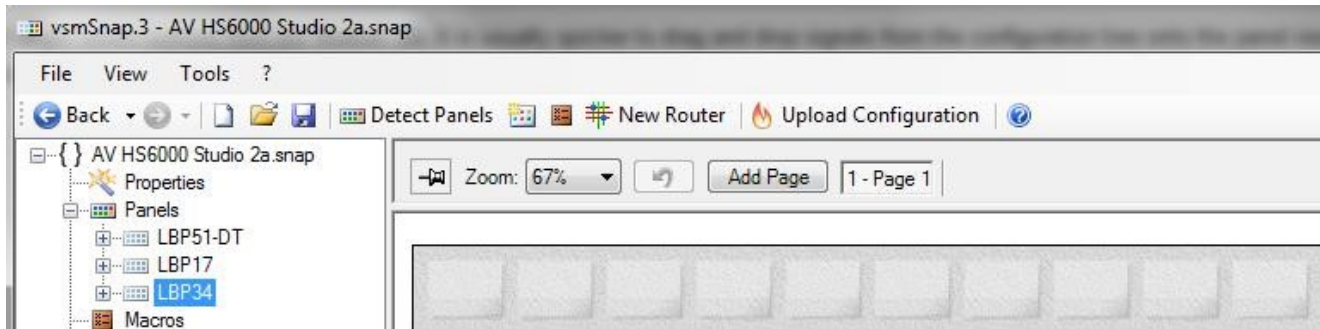 vsmSnap.3 - AV HS6000 Studio 2a.snap
File View Tools ?
Back Detect Panels New Router Upload Configuration
AV HS6000 Studio 2a.snap
Properties
Panels
LBP51-DT
LBP17
LBP34
Macros
Zoom: 67% Add Page 1 - Page 1